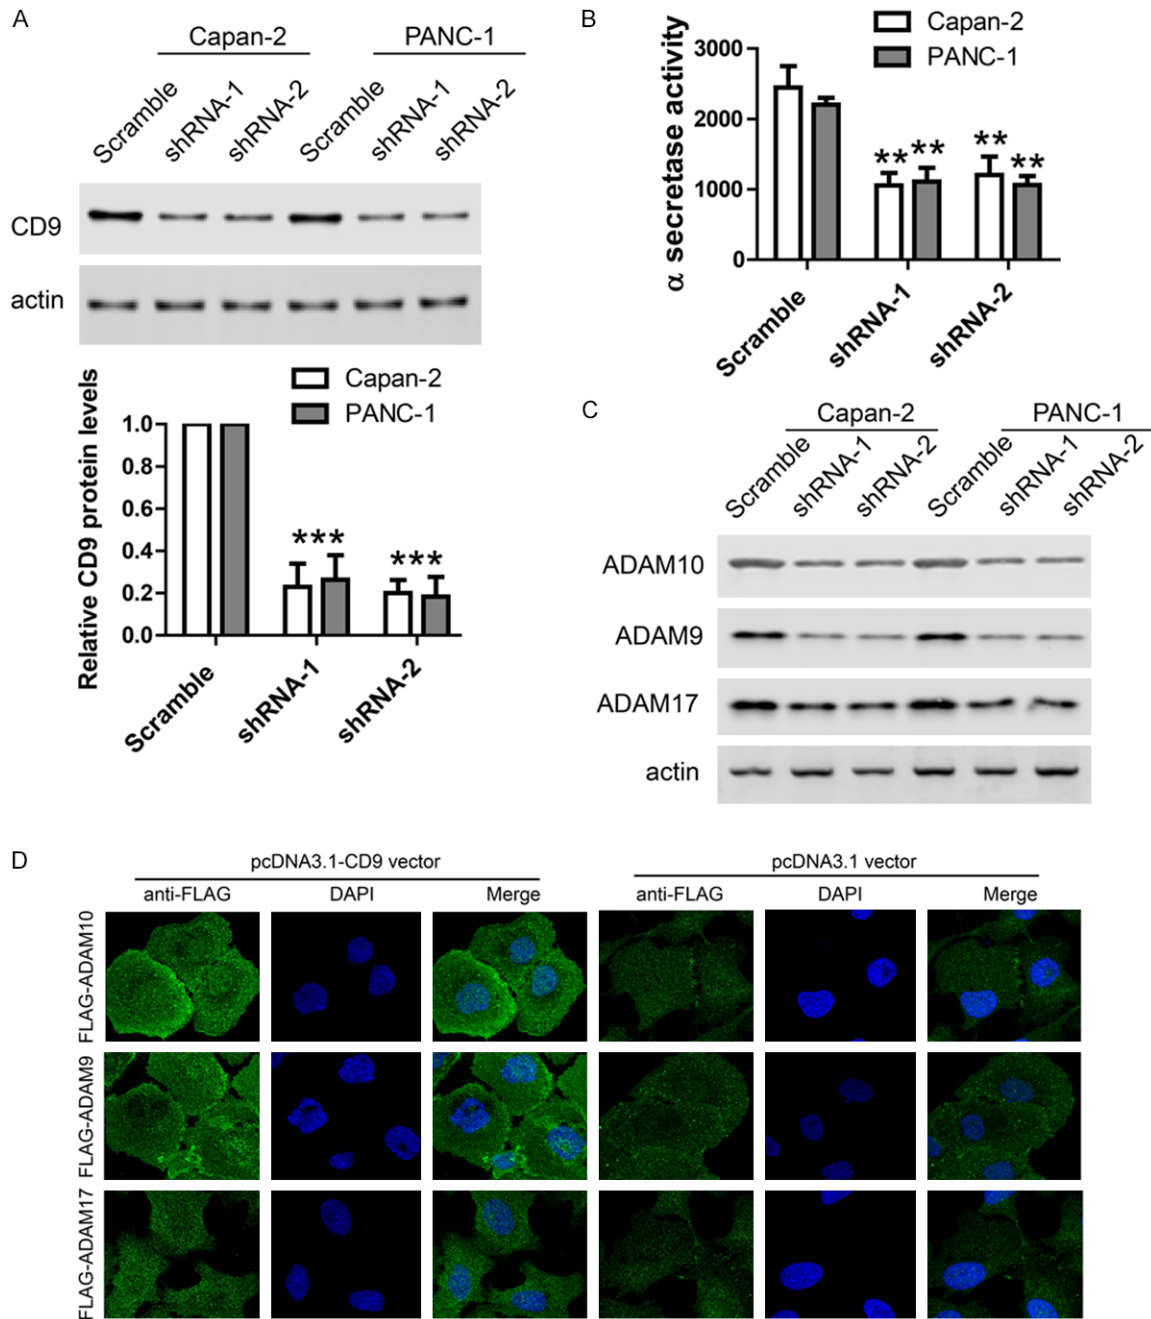 A
Capan-2 PANC-1
Scramble shRNA-1 shRNA-2 Scramble shRNA-1 shRNA-2
CD9
actin
Capan-2
PANC-1
Relative CD9 protein levels
1.0
0.8
0.6
0.4
0.2
0.0
*** ***
Scramble shRNA-1 shRNA-2
B
Capan-2
PANC-1
α secretase activity
3000
2000
1000
0
** ** ** **
Scramble shRNA-1 shRNA-2
C
Capan-2 PANC-1
Scramble shRNA-1 shRNA-2 Scramble shRNA-1 shRNA-2
ADAM10
ADAM9
ADAM17
actin
D
pcDNA3.1-CD9 vector pcDNA3.1 vector
anti-FLAG DAPI Merge anti-FLAG DAPI Merge
FLAG-ADAM10
FLAG-ADAM9
FLAG-ADAM17